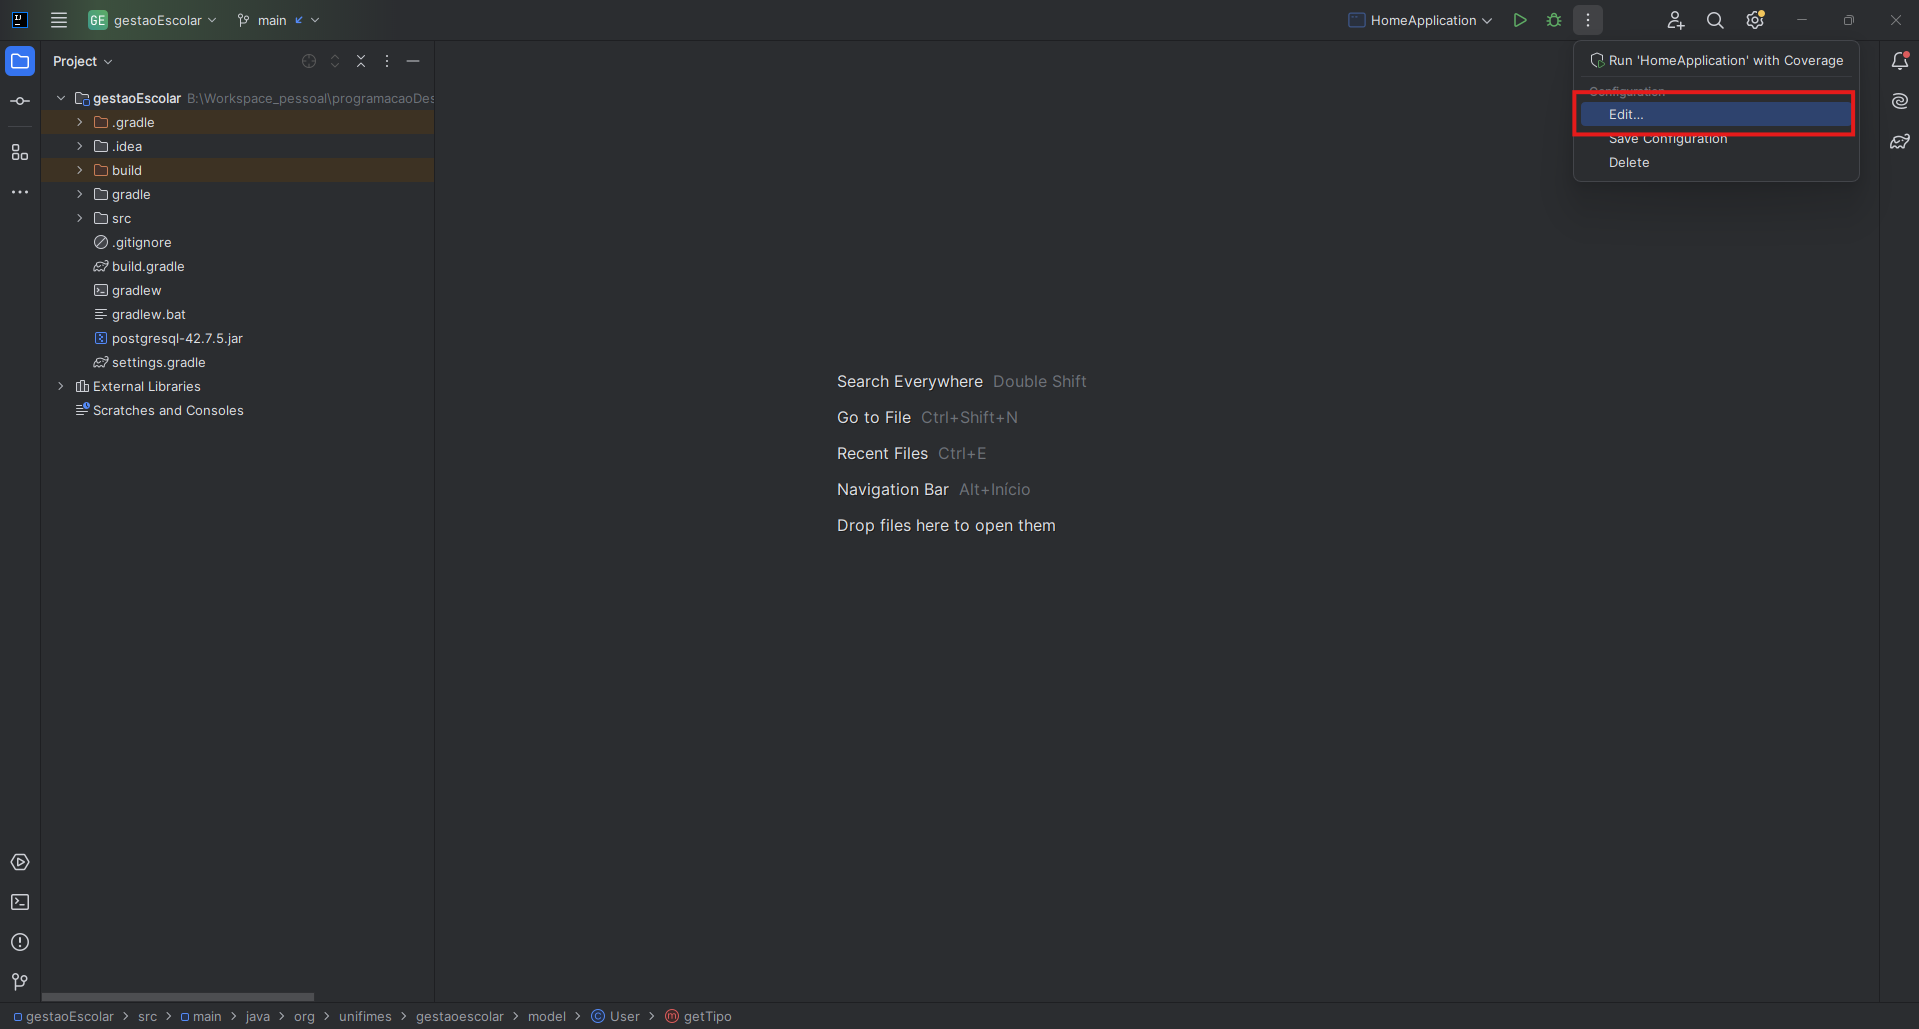 GE gestaoEscolar main HomeApplication
Project
Run 'HomeApplication' with Coverage
Configuration
Edit...
Save Configuration
Delete
gestaoEscolar B:\Workspace_pessoal\programacaoDes
.gradle
.idea
build
gradle
src
.gitignore
build.gradle
gradlew
gradlew.bat
postgresql-42.7.5.jar
settings.gradle
External Libraries
Scratches and Consoles
Search Everywhere Double Shift
Go to File Ctrl+Shift+N
Recent Files Ctrl+E
Navigation Bar Alt+Início
Drop files here to open them
gestaoEscolar > src > main > java > org > unifimes > gestaoescolar > model > User > getTipo